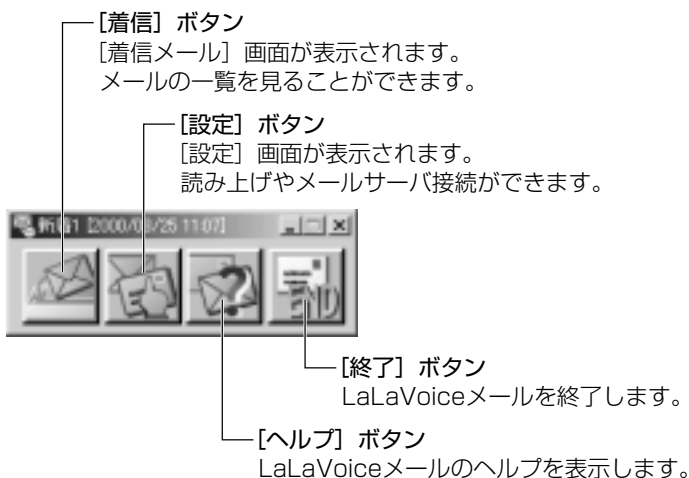 [着信] ボタン
[着信メール] 画面が表示されます。
メールの一覧を見ることができます。
[設定] ボタン
[設定] 画面が表示されます。
読み上げやメールサーバ接続ができます。
END
[終了] ボタン
LaLaVoiceメールを終了します。
[ヘルプ] ボタン
LaLaVoiceメールのヘルプを表示します。